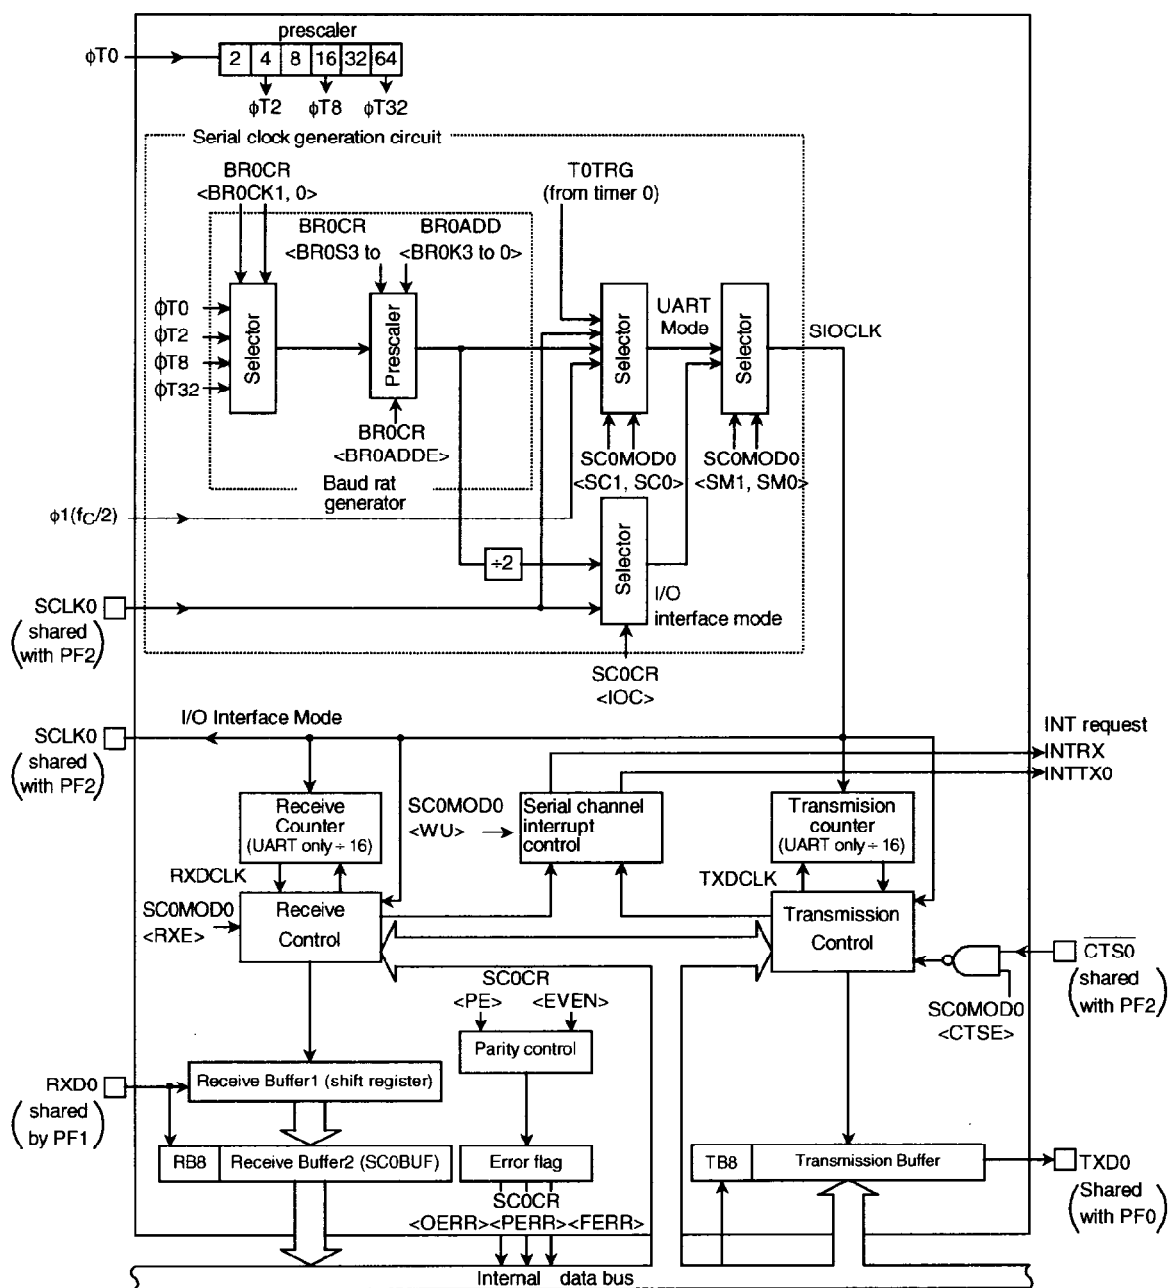 prescaler
ϕT0
2 4 8 16 32 64
ϕT2 ϕT8 ϕT32
Serial clock generation circuit
BR0CR
<BR0CK1, 0>
T0TRG
(from timer 0)
BR0CR
<BR0S3 to
BR0ADD
<BR0K3 to 0>
ϕT0
ϕT2
ϕT8
ϕT32
Selector
Prescaler
Selector
UART
Mode
Selector
SIOCLK
BR0CR
<BR0ADDE>
SC0MOD0
<SC1, SC0>
SC0MOD0
<SM1, SM0>
Baud rat
generator
ϕ1(fC/2)
÷2
Selector
I/O
interface mode
SCLK0
(shared
with PF2)
SC0CR
<IOC>
I/O Interface Mode
SCLK0
(shared
with PF2)
INT request
INTRX
INTTX0
Receive
Counter
(UART only ÷ 16)
SC0MOD0
<WU>
Serial channel
interrupt
control
Transmision
counter
(UART only ÷ 16)
RXDCLK
TXDCLK
SC0MOD0
<RXE>
Receive
Control
Transmission
Control
CTS0
(shared
with PF2)
SC0MOD0
<CTSE>
SC0CR
<PE> <EVEN>
Parity control
RXD0
(shared
by PF1)
Receive Buffer1 (shift register)
RB8 Receive Buffer2 (SC0BUF)
Error flag
TB8 Transmission Buffer
TXD0
(Shared
with PF0)
SC0CR
<OERR><PERR><FERR>
Internal data bus